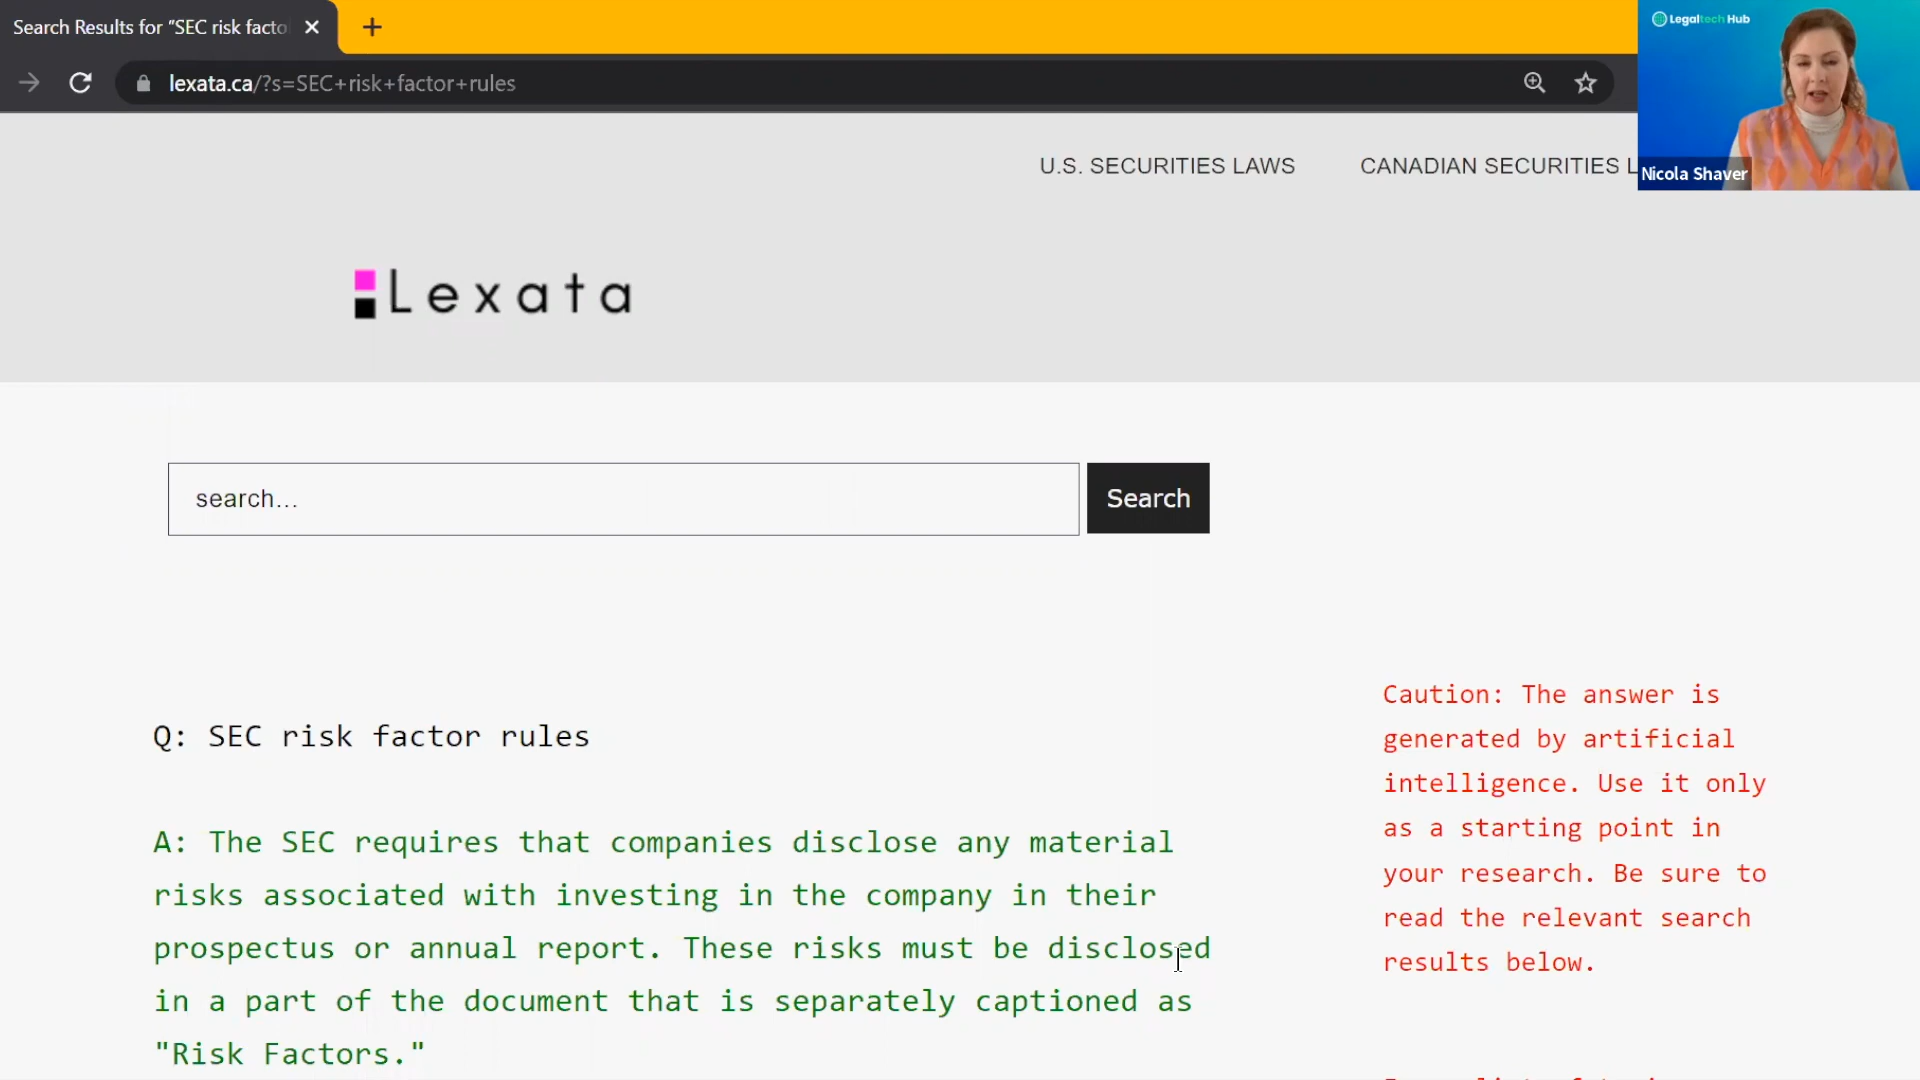 Search Results for "SEC risk facto
lexata.ca/?s=SEC+risk+factor+rules
Legaltech Hub
Nicola Shaver
U.S. SECURITIES LAWS
CANADIAN SECURITIES L
Lexata
search...
Search
Q: SEC risk factor rules
A: The SEC requires that companies disclose any material
risks associated with investing in the company in their
prospectus or annual report. These risks must be disclosed
in a part of the document that is separately captioned as
"Risk Factors."
Caution: The answer is
generated by artificial
intelligence. Use it only
as a starting point in
your research. Be sure to
read the relevant search
results below.